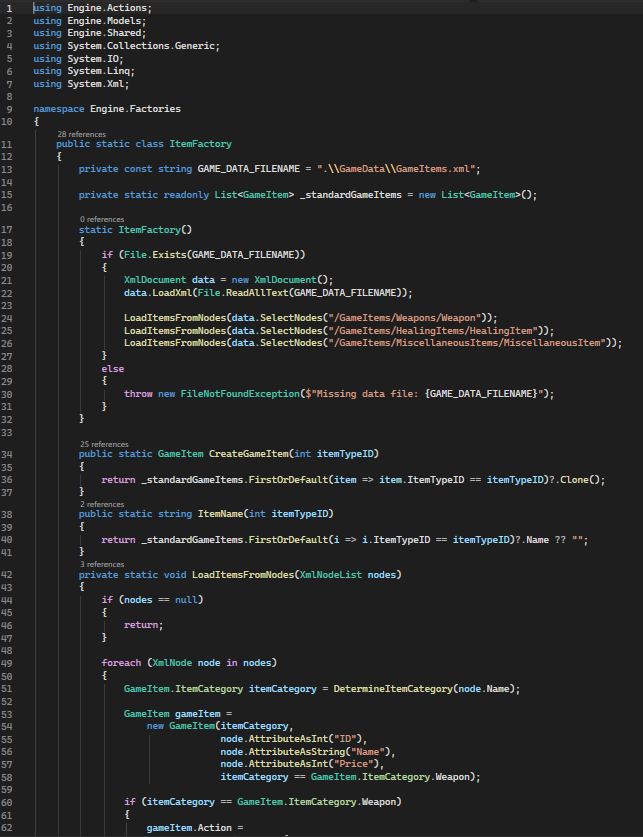 1 using Engine.Actions;
2 using Engine.Models;
3 using Engine.Shared;
4 using System.Collections.Generic;
5 using System.IO;
6 using System.Linq;
7 using System.Xml;
8
9 namespace Engine.Factories
10 {
28 references
11 public static class ItemFactory
12 {
13 private const string GAME_DATA_FILENAME = ".\\GameData\\GameItems.xml";
14
15 private static readonly List<GameItem> _standardGameItems = new List<GameItem>();
16
0 references
17 static ItemFactory()
18 {
19 if (File.Exists(GAME_DATA_FILENAME))
20 {
21 XmlDocument data = new XmlDocument();
22 data.LoadXml(File.ReadAllText(GAME_DATA_FILENAME));
23
24 LoadItemsFromNodes(data.SelectNodes("/GameItems/Weapons/Weapon"));
25 LoadItemsFromNodes(data.SelectNodes("/GameItems/HealingItems/HealingItem"));
26 LoadItemsFromNodes(data.SelectNodes("/GameItems/MiscellaneousItems/MiscellaneousItem"));
27 }
28 else
29 {
30 throw new FileNotFoundException($"Missing data file: {GAME_DATA_FILENAME}");
31 }
32 }
33
25 references
34 public static GameItem CreateGameItem(int itemTypeID)
35 {
36 return _standardGameItems.FirstOrDefault(item => item.ItemTypeID == itemTypeID)?.Clone();
37 }
2 references
38 public static string ItemName(int itemTypeID)
39 {
40 return _standardGameItems.FirstOrDefault(i => i.ItemTypeID == itemTypeID)?.Name ?? "";
41 }
3 references
42 private static void LoadItemsFromNodes(XmlNodeList nodes)
43 {
44 if (nodes == null)
45 {
46 return;
47 }
48
49 foreach (XmlNode node in nodes)
50 {
51 GameItem.ItemCategory itemCategory = DetermineItemCategory(node.Name);
52
53 GameItem gameItem =
54 new GameItem(itemCategory,
55 node.AttributeAsInt("ID"),
56 node.AttributeAsString("Name"),
57 node.AttributeAsInt("Price"),
58 itemCategory == GameItem.ItemCategory.Weapon);
59
60 if (itemCategory == GameItem.ItemCategory.Weapon)
61 {
62 gameItem.Action =